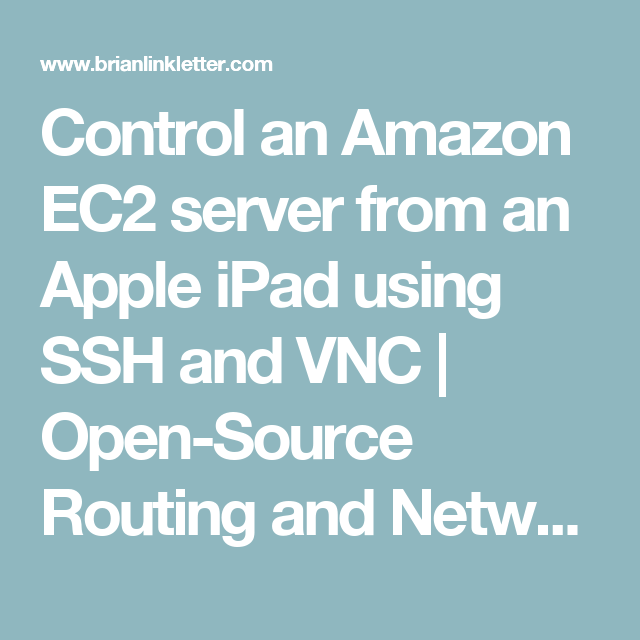 www.brianlinkletter.com
Control an Amazon
EC2 server from an
Apple iPad using
SSH and VNC |
Open-Source
Routing and Netw...